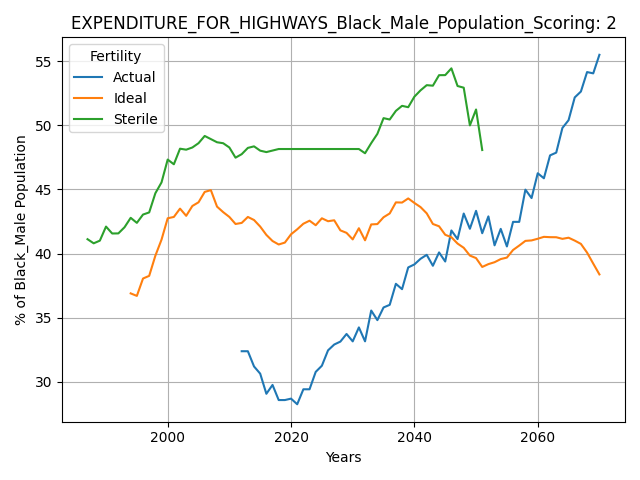 EXPENDITURE_FOR_HIGHWAYS_Black_Male_Population_Scoring: 2
Fertility
Actual
Ideal
Sterile
% of Black_Male Population
55
50
45
40
35
30
2000
2020
2040
2060
Years